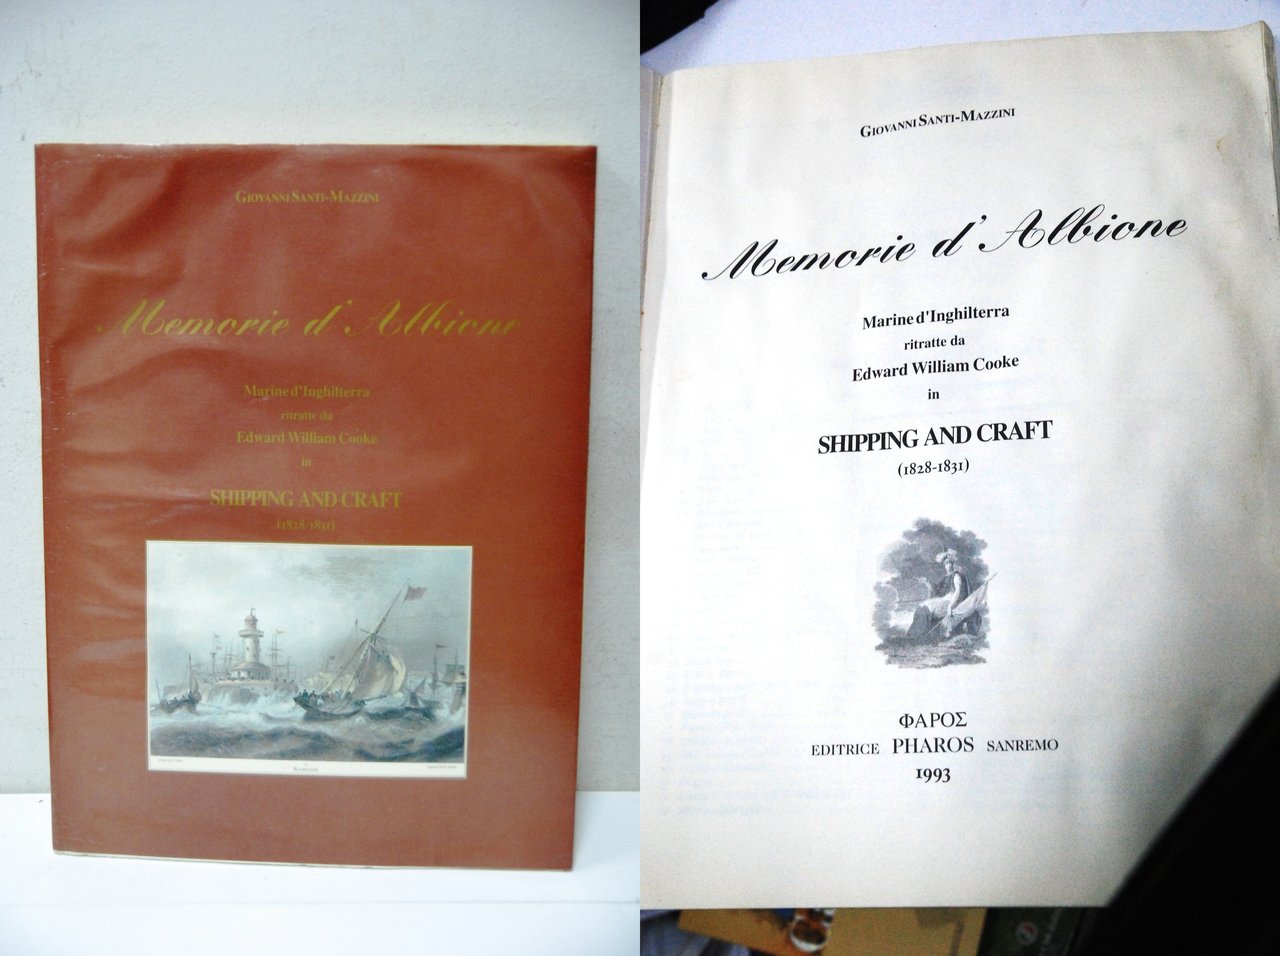 GIOVANNI SANTI-MAZZINI
Memorie d'Albione
Marine d'Inghilterra
ritratte da
Edward William Cooke
in
SHIPPING AND CRAFT
(1828-1831)
GIOVANNI SANTI-MAZZINI
Memorie d'Albione
Marine d'Inghilterra
ritratte da
Edward William Cooke
in
SHIPPING AND CRAFT
(1828-1831)
ΦΑΡΟΣ
EDITRICE PHAROS SANREMO
1993